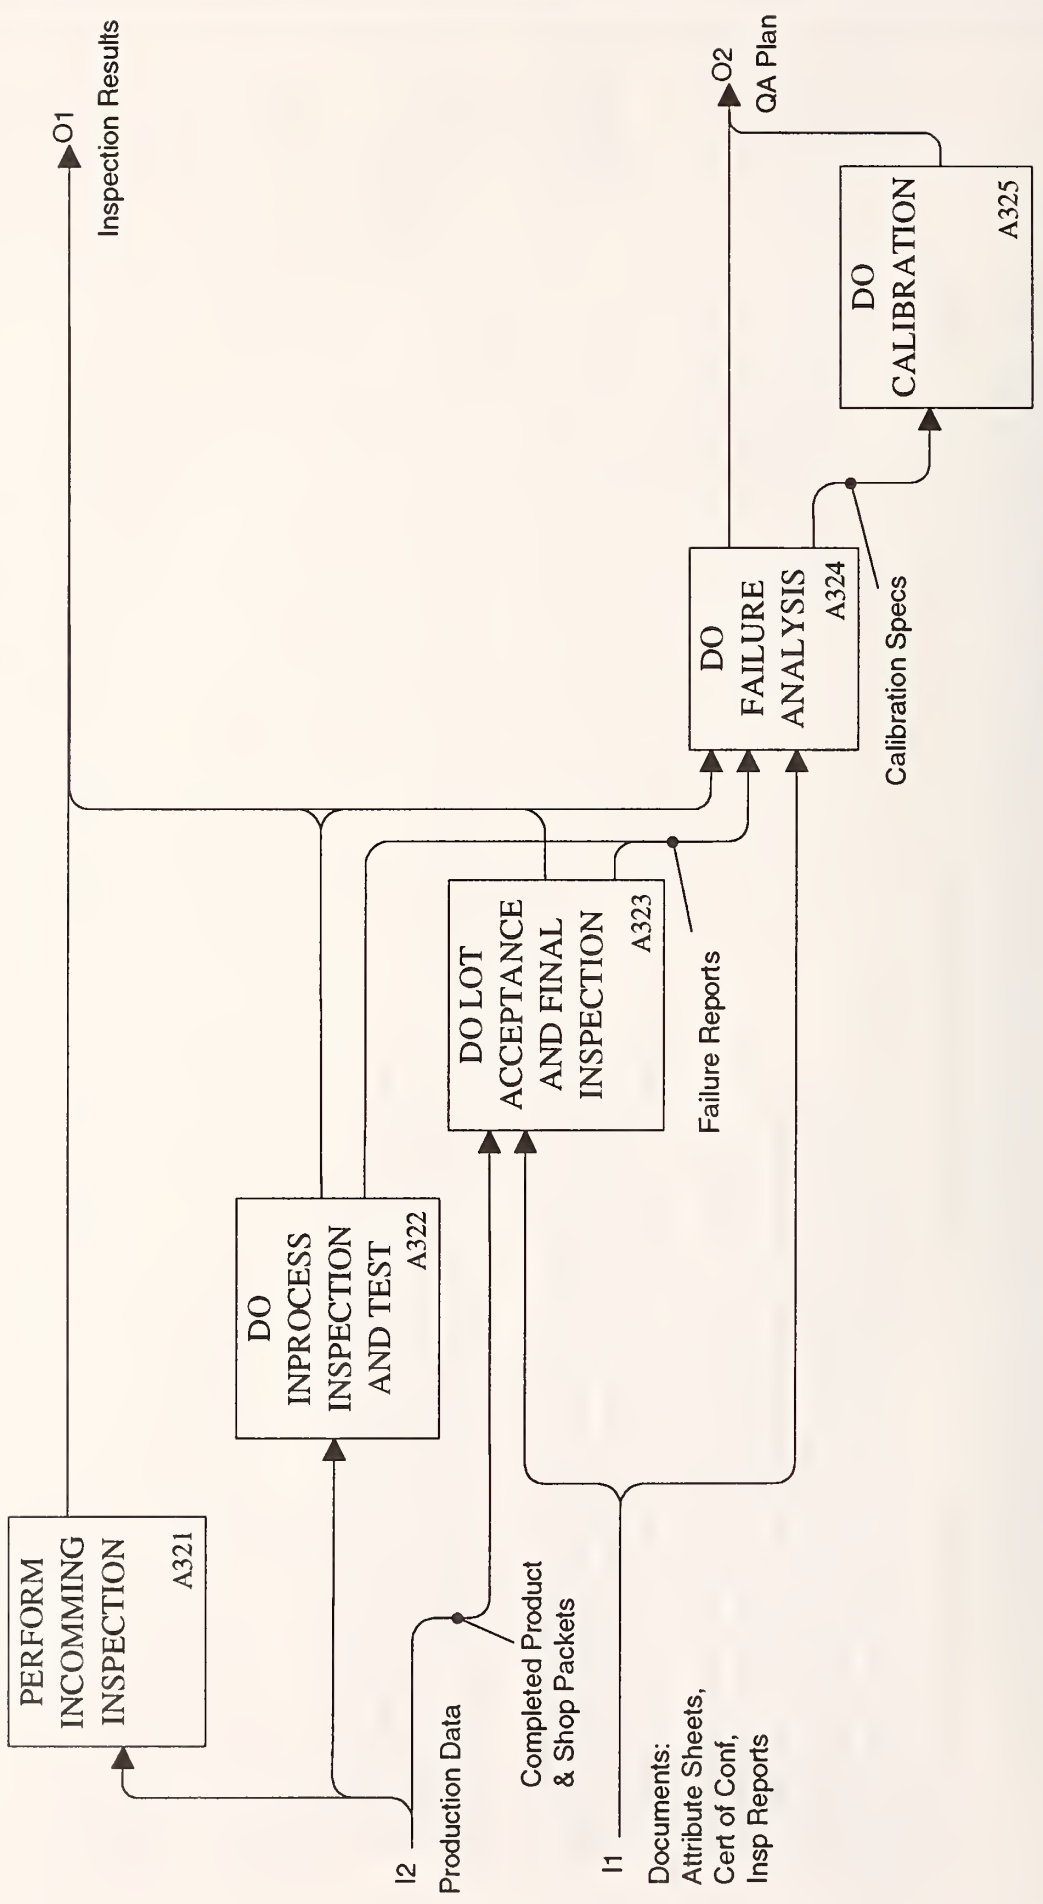 PERFORM
INCOMMING
INSPECTION
A321
O1
Inspection Results
DO
INPROCESS
INSPECTION
AND TEST
A322
I2
Production Data
DO LOT
ACCEPTANCE
AND FINAL
INSPECTION
A323
Completed Product
& Shop Packets
I1
Documents:
Attribute Sheets,
Cert of Conf,
Insp Reports
Failure Reports
DO
FAILURE
ANALYSIS
A324
O2
QA Plan
Calibration Specs
DO
CALIBRATION
A325